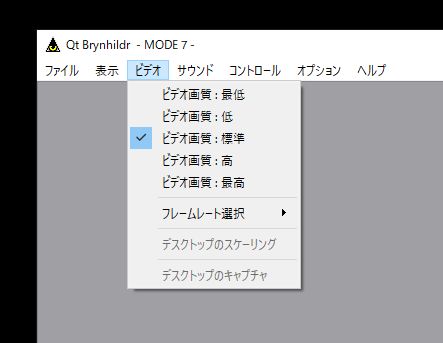 Qt Brynhildr - MODE 7 -
ファイル 表示 ビデオ サウンド コントロール オプション ヘルプ
ビデオ画質 : 最低
ビデオ画質 : 低
ビデオ画質 : 標準
ビデオ画質 : 高
ビデオ画質 : 最高
フレームレート選択
デスクトップのスケーリング
デスクトップのキャプチャ